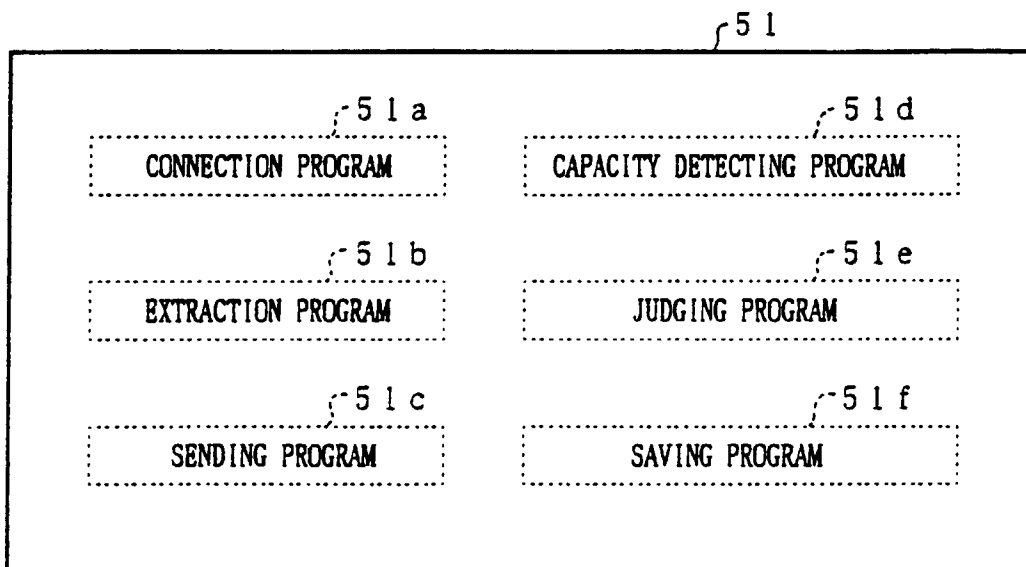 51
51a
CONNECTION PROGRAM
51d
CAPACITY DETECTING PROGRAM
51b
EXTRACTION PROGRAM
51e
JUDGING PROGRAM
51c
SENDING PROGRAM
51f
SAVING PROGRAM